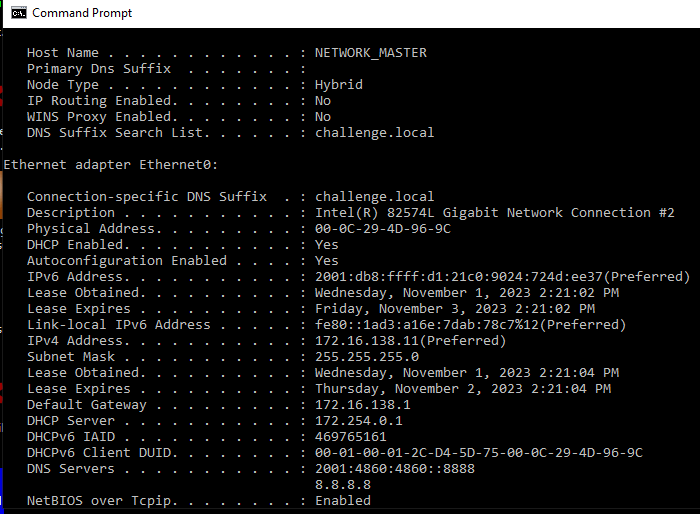 Command Prompt
Host Name . . . . . . . . . . . . : NETWORK_MASTER
Primary Dns Suffix  . . . . . . . :
Node Type . . . . . . . . . . . . : Hybrid
IP Routing Enabled. . . . . . . . : No
WINS Proxy Enabled. . . . . . . . : No
DNS Suffix Search List. . . . . . : challenge.local
Ethernet adapter Ethernet0:
Connection-specific DNS Suffix  . : challenge.local
Description . . . . . . . . . . . : Intel(R) 82574L Gigabit Network Connection #2
Physical Address. . . . . . . . . : 00-0C-29-4D-96-9C
DHCP Enabled. . . . . . . . . . . : Yes
Autoconfiguration Enabled . . . . : Yes
IPv6 Address. . . . . . . . . . . : 2001:db8:ffff:d1:21c0:9024:724d:ee37(Preferred)
Lease Obtained. . . . . . . . . . : Wednesday, November 1, 2023 2:21:02 PM
Lease Expires . . . . . . . . . . : Friday, November 3, 2023 2:21:02 PM
Link-local IPv6 Address . . . . . : fe80::1ad3:a16e:7dab:78c7%12(Preferred)
IPv4 Address. . . . . . . . . . . : 172.16.138.11(Preferred)
Subnet Mask . . . . . . . . . . . : 255.255.255.0
Lease Obtained. . . . . . . . . . : Wednesday, November 1, 2023 2:21:04 PM
Lease Expires . . . . . . . . . . : Thursday, November 2, 2023 2:21:04 PM
Default Gateway . . . . . . . . . : 172.16.138.1
DHCP Server . . . . . . . . . . . : 172.254.0.1
DHCPv6 IAID . . . . . . . . . . . : 469765161
DHCPv6 Client DUID. . . . . . . . : 00-01-00-01-2C-D4-5D-75-00-0C-29-4D-96-9C
DNS Servers . . . . . . . . . . . : 2001:4860:4860::8888
8.8.8.8
NetBIOS over Tcpip. . . . . . . . : Enabled